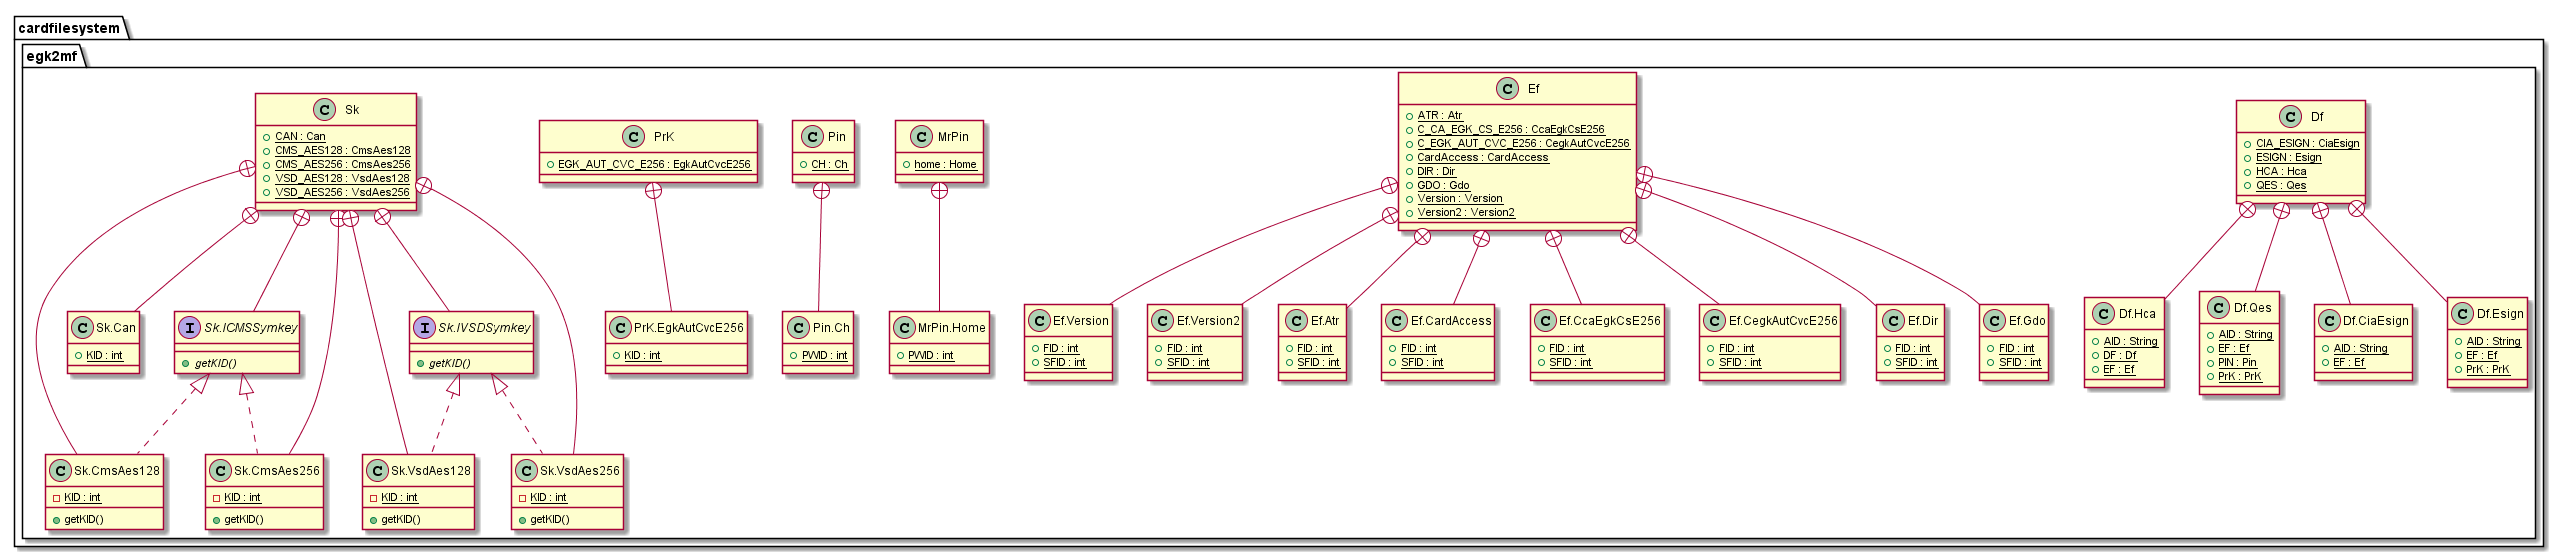 cardfilesystem
egk2mf
Sk
CAN : Can
CMS_AES128 : CmsAes128
CMS_AES256 : CmsAes256
VSD_AES128 : VsdAes128
VSD_AES256 : VsdAes256
PrK
EGK_AUT_CVC_E256 : EgkAutCvcE256
Pin
CH : Ch
MrPin
home : Home
Ef
ATR : Atr
C_CA_EGK_CS_E256 : CcaEgkCsE256
C_EGK_AUT_CVC_E256 : CegkAutCvcE256
CardAccess : CardAccess
DIR : Dir
GDO : Gdo
Version : Version
Version2 : Version2
Df
CIA_ESIGN : CiaEsign
ESIGN : Esign
HCA : Hca
QES : Qes
Sk.Can
KID : int
Sk.ICMSSymkey
getKID()
Sk.IVSDSymkey
getKID()
PrK.EgkAutCvcE256
KID : int
Pin.Ch
PWID : int
MrPin.Home
PWID : int
Ef.Version
FID : int
SFID : int
Ef.Version2
FID : int
SFID : int
Ef.Atr
FID : int
SFID : int
Ef.CardAccess
FID : int
SFID : int
Ef.CcaEgkCsE256
FID : int
SFID : int
Ef.CegkAutCvcE256
FID : int
SFID : int
Ef.Dir
FID : int
SFID : int
Ef.Gdo
FID : int
SFID : int
Df.Hca
AID : String
DF : Df
EF : Ef
Df.Qes
AID : String
EF : Ef
PIN : Pin
PrK : PrK
Df.CiaEsign
AID : String
EF : Ef
Df.Esign
AID : String
EF : Ef
PrK : PrK
Sk.CmsAes128
KID : int
getKID()
Sk.CmsAes256
KID : int
getKID()
Sk.VsdAes128
KID : int
getKID()
Sk.VsdAes256
KID : int
getKID()